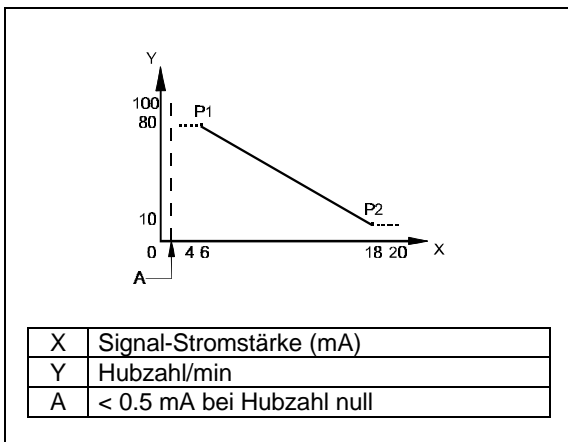 Y
100
P1
80
P2
10
0 4 6 18 20 X
A
X Signal-Stromstärke (mA)
Y Hubzahl/min
A < 0.5 mA bei Hubzahl null